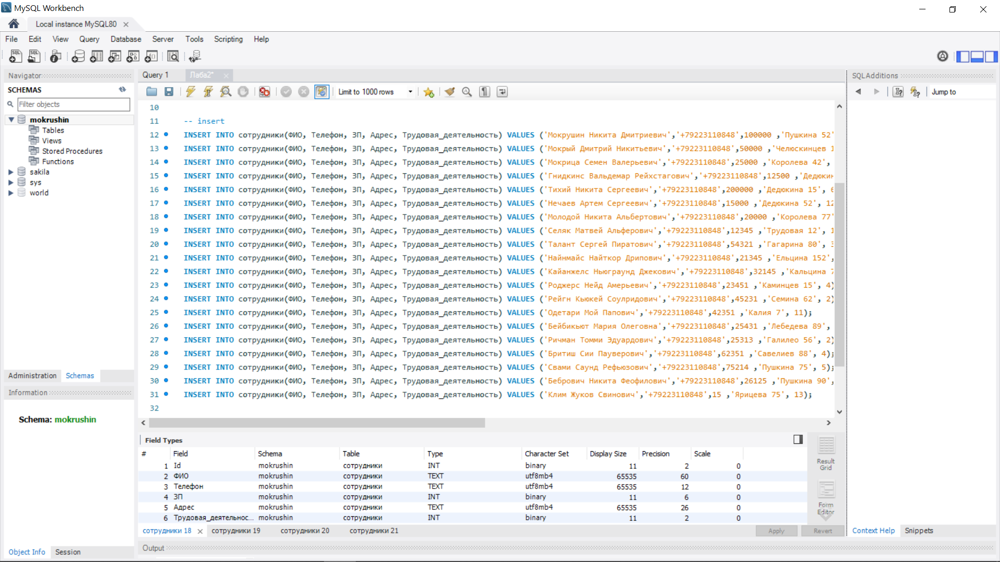 MySQL Workbench
Local instance MySQL80
File Edit View Query Database Server Tools Scripting Help
Navigator
SCHEMAS
Filter objects
mokrushin
Tables
Views
Stored Procedures
Functions
sakila
sys
world
Administration Schemas
Information
Schema: mokrushin
Object Info Session
Query 1 Лаба2*
Limit to 1000 rows
10
11 -- insert
12 INSERT INTO сотрудники(ФИО, Телефон, ЗП, Адрес, Трудовая_деятельность) VALUES ('Мокрушин Никита Дмитриевич','+79223110848',100000 ,'Пушкина 52'
13 INSERT INTO сотрудники(ФИО, Телефон, ЗП, Адрес, Трудовая_деятельность) VALUES ('Мокрый Дмитрий Никитьевич','+79223110848',50000 ,'Челюскинцев 1
14 INSERT INTO сотрудники(ФИО, Телефон, ЗП, Адрес, Трудовая_деятельность) VALUES ('Мокрица Семен Валерьевич','+79223110848',25000 ,'Королева 42',
15 INSERT INTO сотрудники(ФИО, Телефон, ЗП, Адрес, Трудовая_деятельность) VALUES ('Гнидкинс Вальдемар Рейхстагович','+79223110848',12500 ,'Дедюкин
16 INSERT INTO сотрудники(ФИО, Телефон, ЗП, Адрес, Трудовая_деятельность) VALUES ('Тихий Никита Сергеевич','+79223110848',200000 ,'Дедюкина 15',
17 INSERT INTO сотрудники(ФИО, Телефон, ЗП, Адрес, Трудовая_деятельность) VALUES ('Нечаев Артем Сергеевич','+79223110848',15000 ,'Дедюкина 52', 12
18 INSERT INTO сотрудники(ФИО, Телефон, ЗП, Адрес, Трудовая_деятельность) VALUES ('Молодой Никита Альбертович','+79223110848',20000 ,'Королева 77'
19 INSERT INTO сотрудники(ФИО, Телефон, ЗП, Адрес, Трудовая_деятельность) VALUES ('Селяк Матвей Альферович','+79223110848',12345 ,'Трудовая 12', 1
20 INSERT INTO сотрудники(ФИО, Телефон, ЗП, Адрес, Трудовая_деятельность) VALUES ('Талант Сергей Пиратович','+79223110848',54321 ,'Гагарина 80',
21 INSERT INTO сотрудники(ФИО, Телефон, ЗП, Адрес, Трудовая_деятельность) VALUES ('Найнмайс Найткор Дрипович','+79223110848',21345 ,'Ельцина 152',
22 INSERT INTO сотрудники(ФИО, Телефон, ЗП, Адрес, Трудовая_деятельность) VALUES ('Кайанжелс Ньюграунд Джекович','+79223110848',32145 ,'Кальцина 7
23 INSERT INTO сотрудники(ФИО, Телефон, ЗП, Адрес, Трудовая_деятельность) VALUES ('Роджерс Нейд Амерьевич','+79223110848',23451 ,'Каминцев 15', 4)
24 INSERT INTO сотрудники(ФИО, Телефон, ЗП, Адрес, Трудовая_деятельность) VALUES ('Рейгн Кьюкей Соулридович','+79223110848',45231 ,'Семина 62', 2)
25 INSERT INTO сотрудники(ФИО, Телефон, ЗП, Адрес, Трудовая_деятельность) VALUES ('Одетари Мой Папович','+79223110848',42351 ,'Калия 7', 11);
26 INSERT INTO сотрудники(ФИО, Телефон, ЗП, Адрес, Трудовая_деятельность) VALUES ('Бейбикьют Мария Олеговна','+79223110848',25431 ,'Лебедева 89',
27 INSERT INTO сотрудники(ФИО, Телефон, ЗП, Адрес, Трудовая_деятельность) VALUES ('Ричман Томми Эдуардович','+79223110848',25313 ,'Галилео 56', 2)
28 INSERT INTO сотрудники(ФИО, Телефон, ЗП, Адрес, Трудовая_деятельность) VALUES ('Бритиш Сии Пауверович','+79223110848',62351 ,'Савелиев 88', 4);
29 INSERT INTO сотрудники(ФИО, Телефон, ЗП, Адрес, Трудовая_деятельность) VALUES ('Свами Саунд Рефьюзович','+79223110848',75214 ,'Пушкина 75', 5);
30 INSERT INTO сотрудники(ФИО, Телефон, ЗП, Адрес, Трудовая_деятельность) VALUES ('Бебрович Никита Феофилович','+79223110848',26125 ,'Пушкина 90',
31 INSERT INTO сотрудники(ФИО, Телефон, ЗП, Адрес, Трудовая_деятельность) VALUES ('Клим Жуков Свинович','+79223110848',15 ,'Ярицева 75', 13);
32
Field Types
# Field Schema Table Type Character Set Display Size Precision Scale
1 Id mokrushin сотрудники INT binary 11 2 0
2 ФИО mokrushin сотрудники TEXT utf8mb4 65535 60 0
3 Телефон mokrushin сотрудники TEXT utf8mb4 65535 12 0
4 ЗП mokrushin сотрудники INT binary 11 6 0
5 Адрес mokrushin сотрудники TEXT utf8mb4 65535 26 0
6 Трудовая_деятельнос... mokrushin сотрудники INT binary 11 2 0
Result Grid
Form Editor
сотрудники 18 сотрудники 19 сотрудники 20 сотрудники 21
Apply Revert
Output
SQLAdditions
Jump to
Context Help Snippets